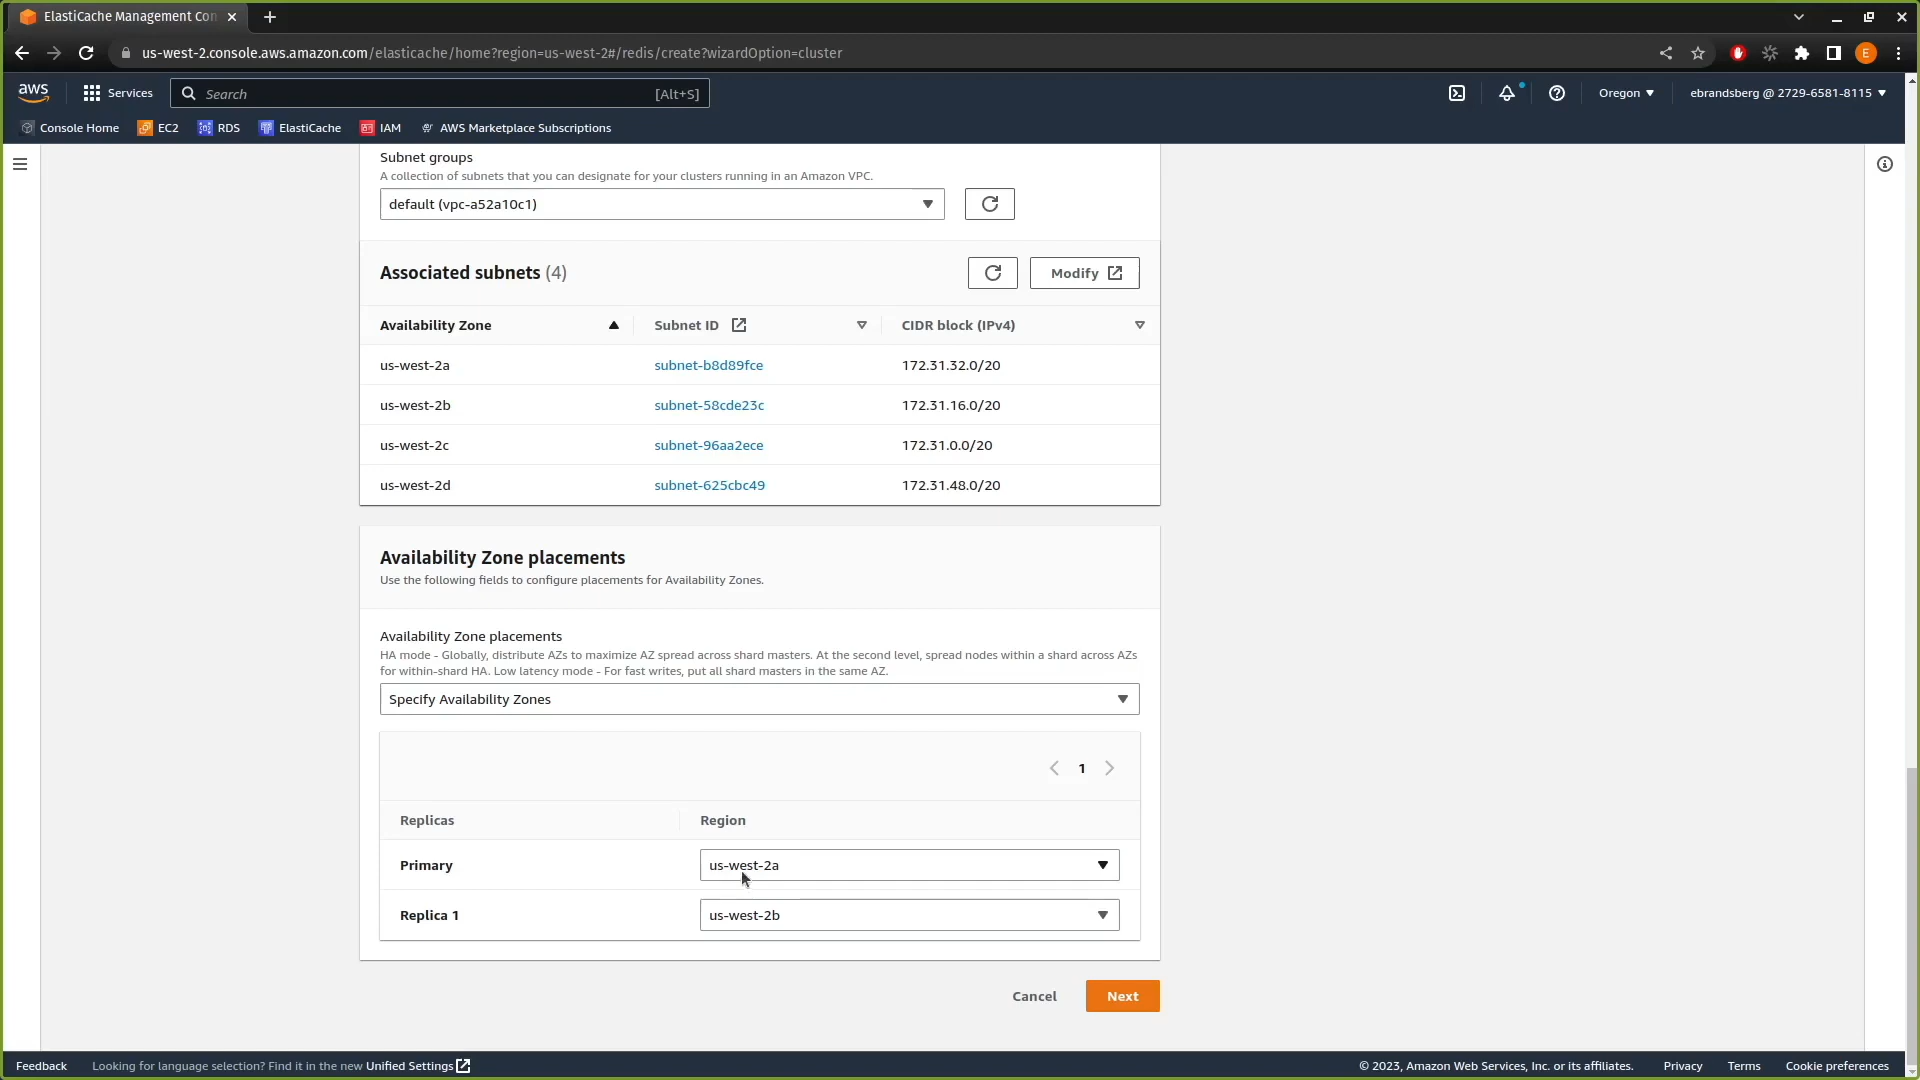 ElastiCache Management Con
us-west-2.console.aws.amazon.com/elasticache/home?region=us-west-2#/redis/create?wizardOption=cluster
E
aws
Services
Search
[Alt+S]
Oregon
ebrandsberg @ 2729-6581-8115
Console Home
EC2
RDS
ElastiCache
IAM
AWS Marketplace Subscriptions
Subnet groups
A collection of subnets that you can designate for your clusters running in an Amazon VPC.
default (vpc-a52a10c1)
Associated subnets (4)
Modify
Availability Zone Subnet ID CIDR block (IPv4)
us-west-2a subnet-b8d89fce 172.31.32.0/20
us-west-2b subnet-58cde23c 172.31.16.0/20
us-west-2c subnet-96aa2ece 172.31.0.0/20
us-west-2d subnet-625cbc49 172.31.48.0/20
Availability Zone placements
Use the following fields to configure placements for Availability Zones.
Availability Zone placements
HA mode - Globally, distribute AZs to maximize AZ spread across shard masters. At the second level, spread nodes within a shard across AZs
for within-shard HA. Low latency mode - For fast writes, put all shard masters in the same AZ.
Specify Availability Zones
1
Replicas Region
Primary us-west-2a
Replica 1 us-west-2b
Cancel
Next
Feedback
Looking for language selection? Find it in the new Unified Settings
© 2023, Amazon Web Services, Inc. or its affiliates.
Privacy
Terms
Cookie preferences